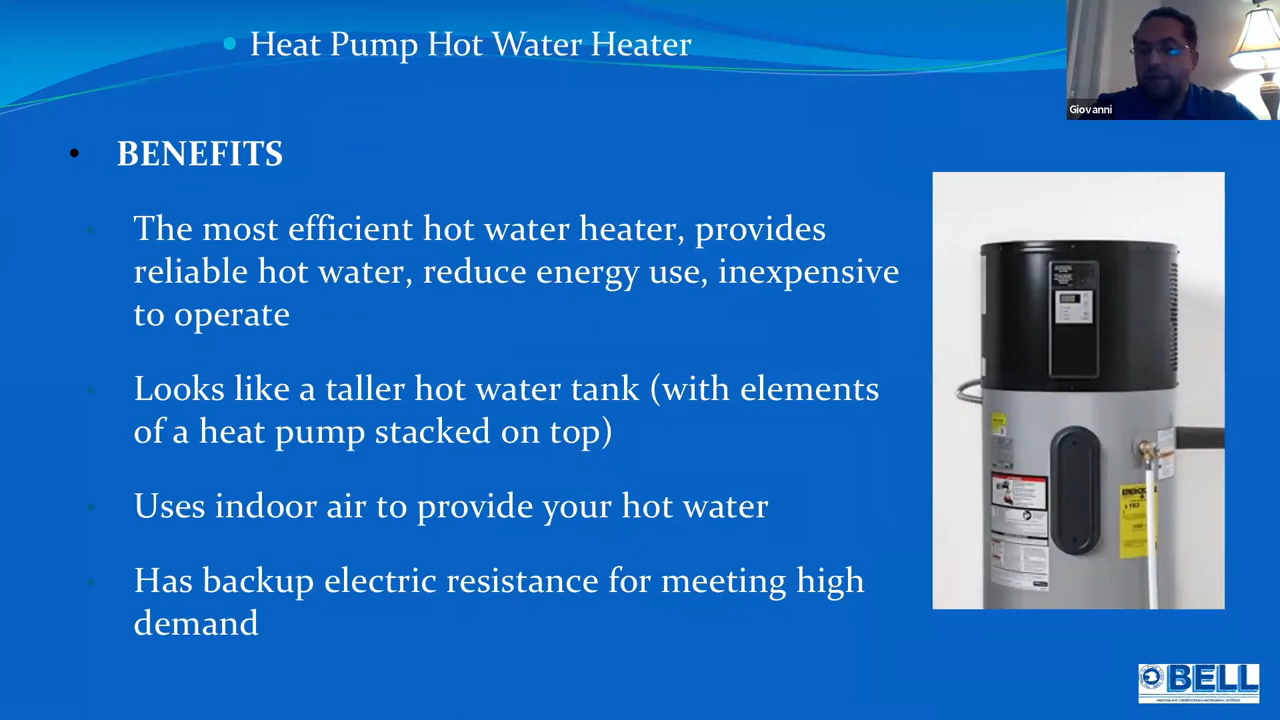 Heat Pump Hot Water Heater
Giovanni
BENEFITS
The most efficient hot water heater, provides
reliable hot water, reduce energy use, inexpensive
to operate
Looks like a taller hot water tank (with elements
of a heat pump stacked on top)
Uses indoor air to provide your hot water
Has backup electric resistance for meeting high
demand
BELL